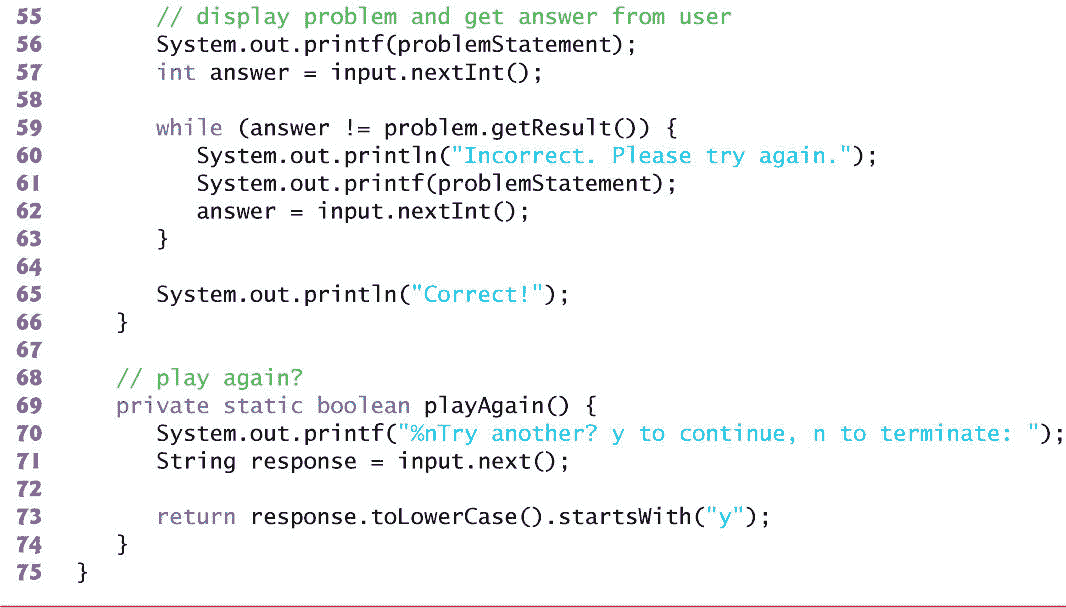 55 // display problem and get answer from user
56 System.out.printf(problemStatement);
57 int answer = input.nextInt();
58
59 while (answer != problem.getResult()) {
60 System.out.println("Incorrect. Please try again.");
61 System.out.printf(problemStatement);
62 answer = input.nextInt();
63 }
64
65 System.out.println("Correct!");
66 }
67
68 // play again?
69 private static boolean playAgain() {
70 System.out.printf("%nTry another? y to continue, n to terminate: ");
71 String response = input.next();
72
73 return response.toLowerCase().startsWith("y");
74 }
75 }